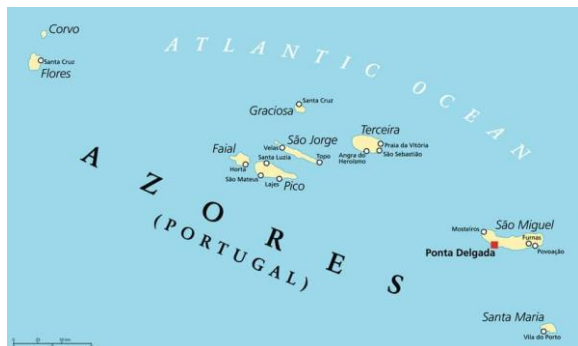 Corvo
ATLANTIC OCEAN
Santa Cruz
Flores
Santa Cruz
Graciosa
Terceira
São Jorge
Praia da Vitória
Faial
Velas
Angra do
Heroísmo
São Sebastião
Santa Luzia
Topo
Horta
São Mateus
Lajes
Pico
AZORES
(PORTUGAL)
São Miguel
Mosteiros
Furnas
Ponta Delgada
Povoação
Santa Maria
Vila do Porto
0